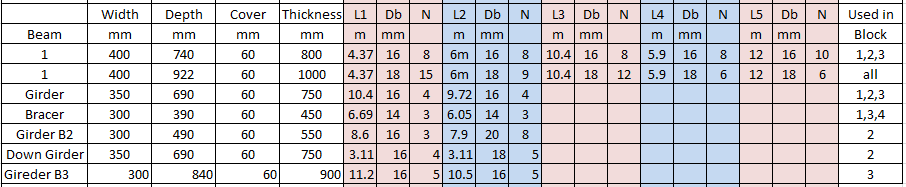 Width Depth Cover Thickness L1 Db N L2 Db N L3 Db N L4 Db N L5 Db N Used in
Beam mm mm mm mm m mm m mm m mm m mm m mm Block
1 400 740 60 800 4.37 16 8 6m 16 8 10.4 16 8 5.9 16 8 12 16 10 1,2,3
1 400 922 60 1000 4.37 18 15 6m 18 9 10.4 18 12 5.9 18 6 12 18 6 all
Girder 350 690 60 750 10.4 16 4 9.72 16 4 1,2,3
Bracer 300 390 60 450 6.69 14 3 6.05 14 3 1,3,4
Girder B2 300 490 60 550 8.6 16 3 7.9 20 8 2
Down Girder 350 690 60 750 3.11 16 4 3.11 18 5 2
Gireder B3 300 840 60 900 11.2 16 5 10.5 16 5 3